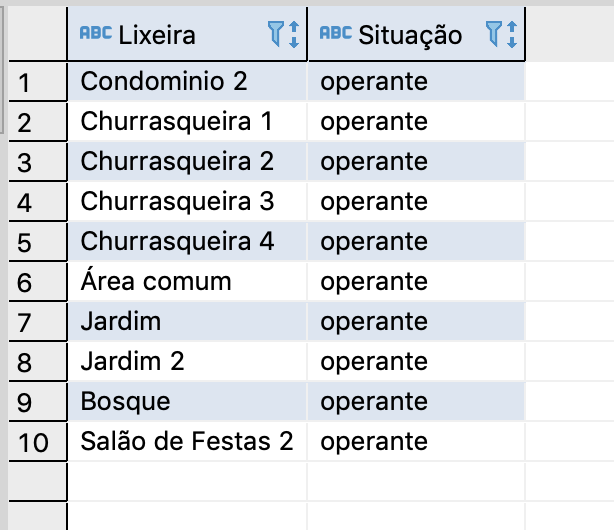 ABC Lixeira ABC Situação
1 Condominio 2 operante
2 Churrasqueira 1 operante
3 Churrasqueira 2 operante
4 Churrasqueira 3 operante
5 Churrasqueira 4 operante
6 Área comum operante
7 Jardim operante
8 Jardim 2 operante
9 Bosque operante
10 Salão de Festas 2 operante